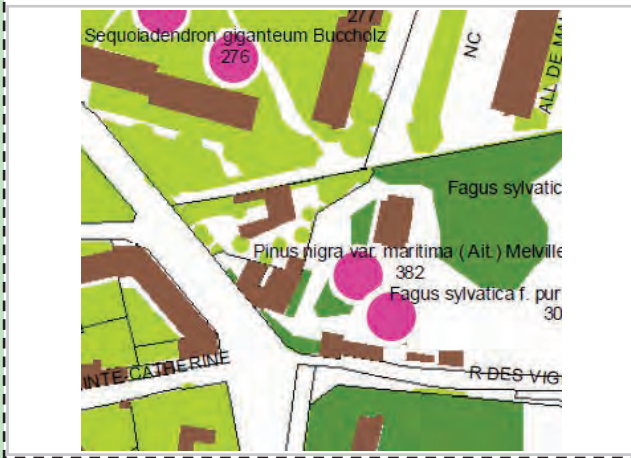 277
Sequoiadendron giganteum Buccholz
276
NC
ALL DE MA
Fagus sylvatic
Pinus nigra var. maritima (Ait.) Melville
382
Fagus sylvatica f. pur
30
INTE-CATHERINE
R DES VIG